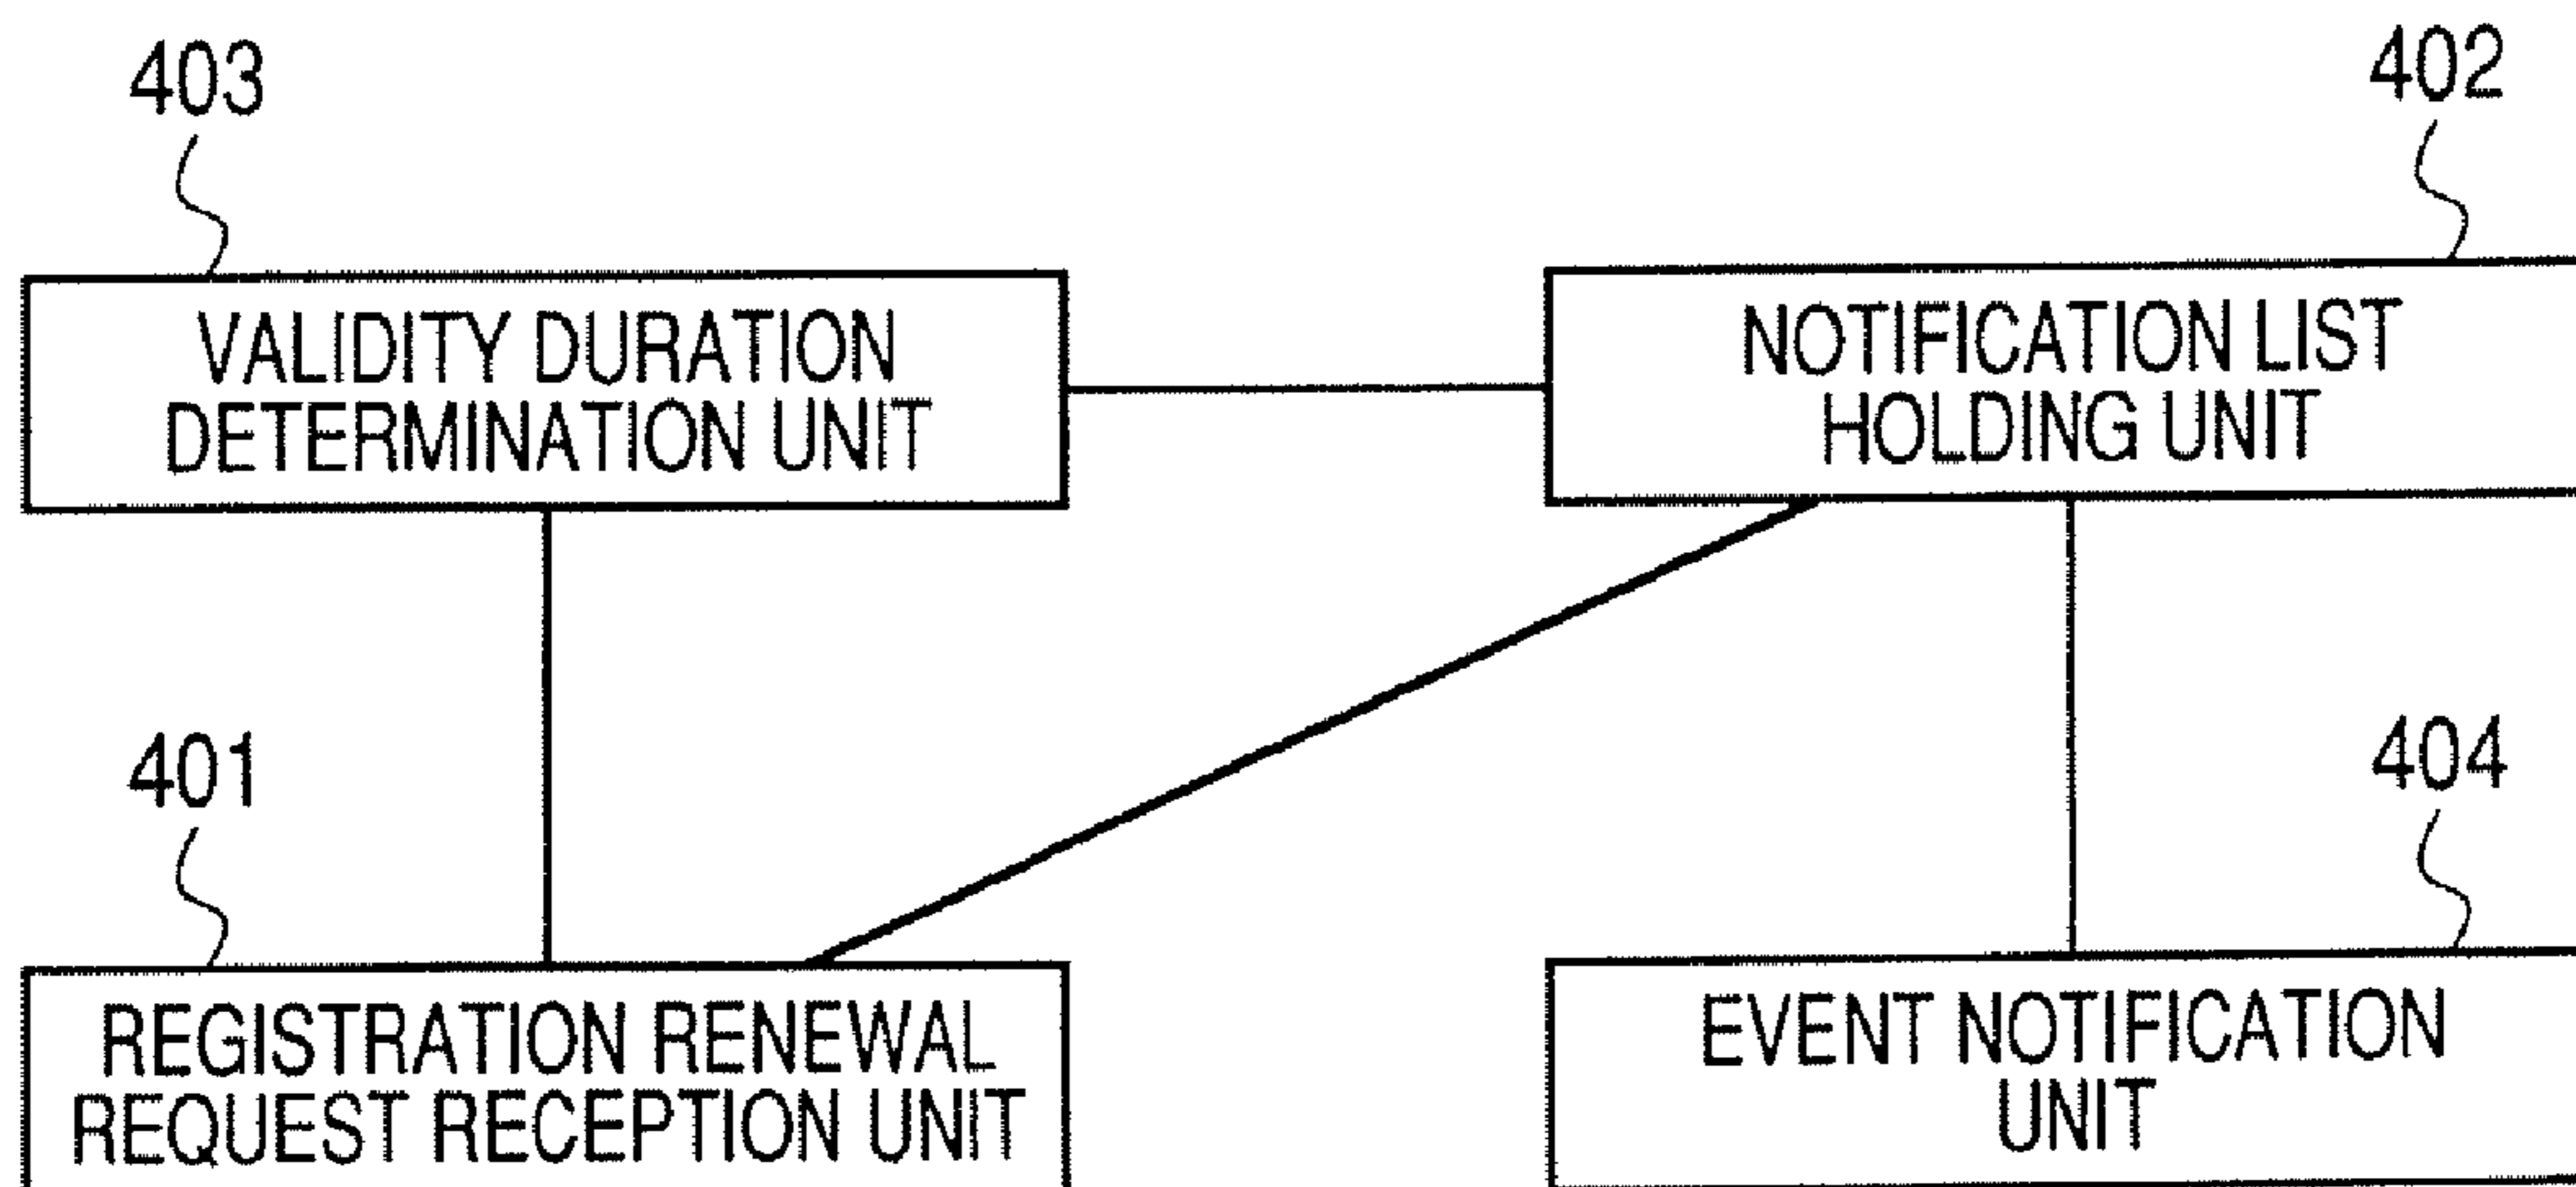 403
402
VALIDITY DURATION
DETERMINATION UNIT
NOTIFICATION LIST
HOLDING UNIT
401
404
REGISTRATION RENEWAL
REQUEST RECEPTION UNIT
EVENT NOTIFICATION
UNIT